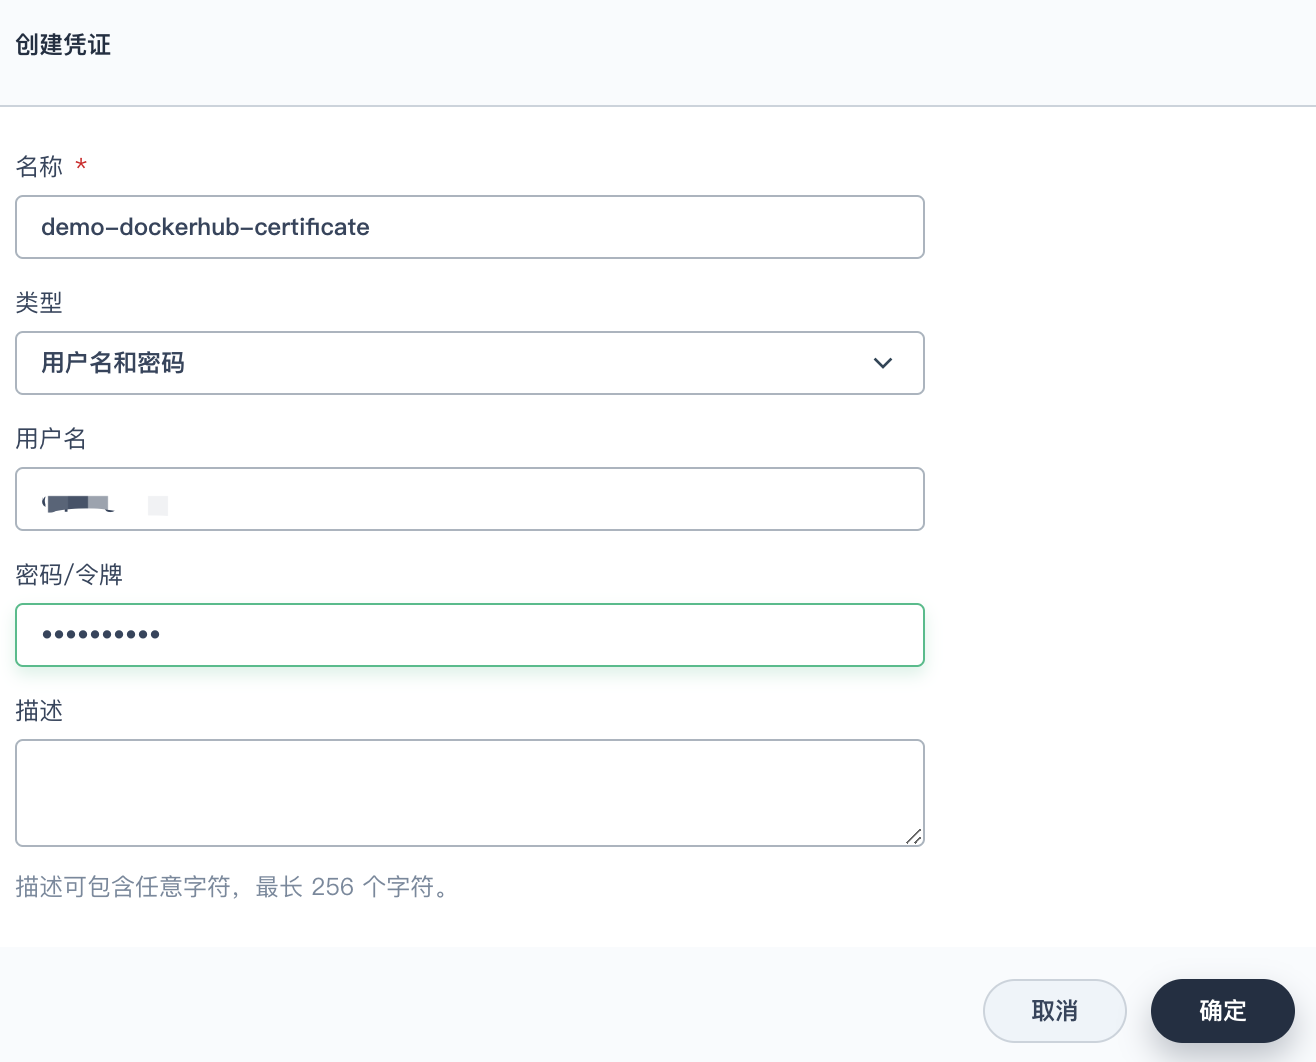 创建凭证
名称 *
demo-dockerhub-certificate
类型
用户名和密码
用户名
密码/令牌
••••••••••
描述
描述可包含任意字符，最长 256 个字符。
取消
确定